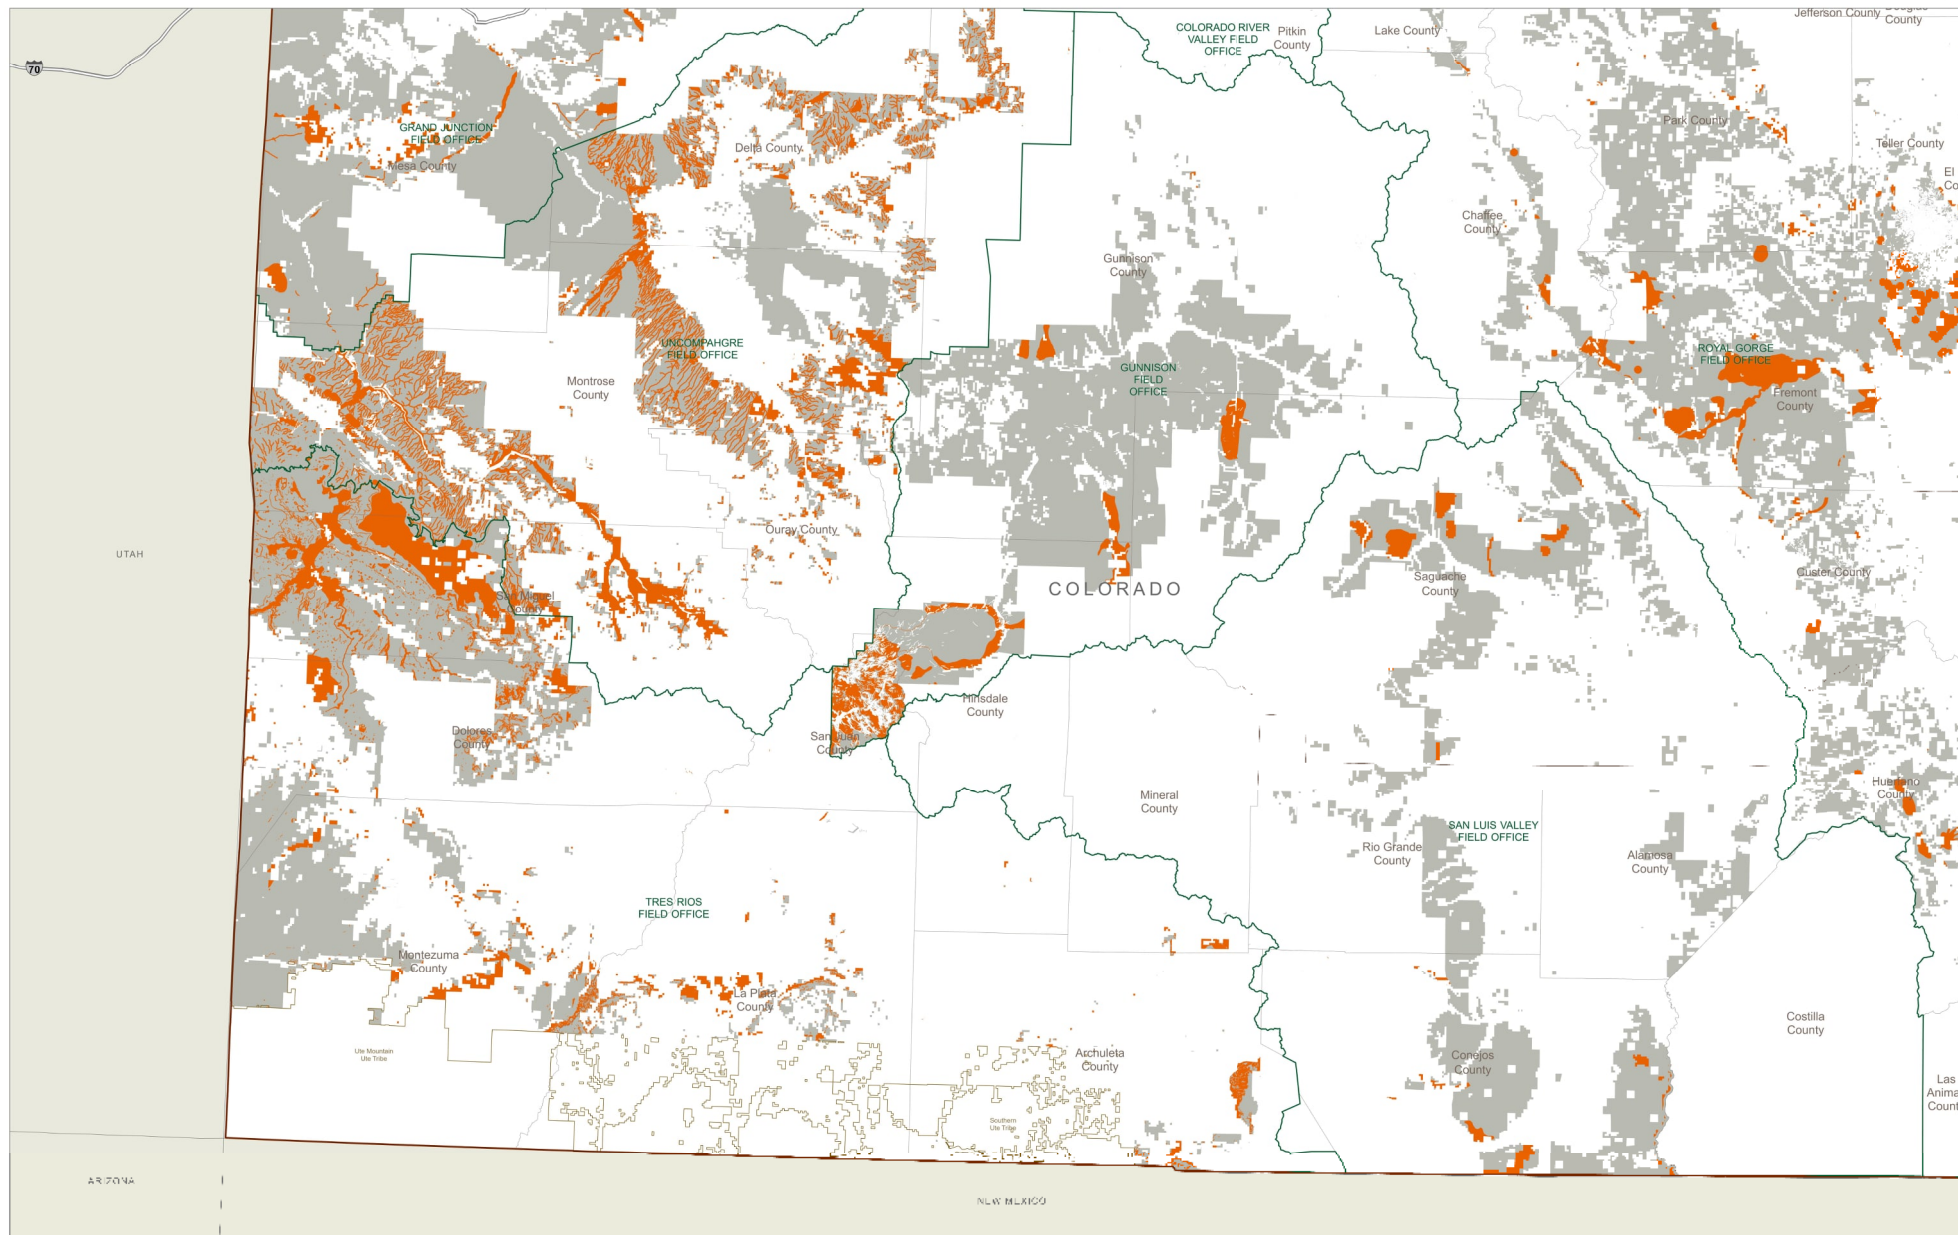 Jefferson County
County
COLORADO RIVER
VALLEY FIELD
OFFICE
Pitkin
County
Lake County
70
GRAND JUNCTION
FIELD OFFICE
Mesa County
Delta County
Park County
Teller County
El
Co
Chaffee
County
Gunnison
County
UNCOMPAHGRE
FIELD OFFICE
ROYAL GORGE
FIELD OFFICE
GUNNISON
FIELD
OFFICE
Montrose
County
Fremont
County
Ouray County
UTAH
COLORADO
Saguache
County
Custer County
San Miguel
County
Hinsdale
County
Dolores
County
San Juan
County
Mineral
County
Huerfano
County
SAN LUIS VALLEY
FIELD OFFICE
Rio Grande
County
Alamosa
County
TRES RIOS
FIELD OFFICE
Montezuma
County
La Plata
County
Costilla
County
Ute Mountain
Ute Tribe
Archuleta
County
Conejos
County
Las
Anima
Count
Southern
Ute Tribe
ARIZONA
NEW MEXICO